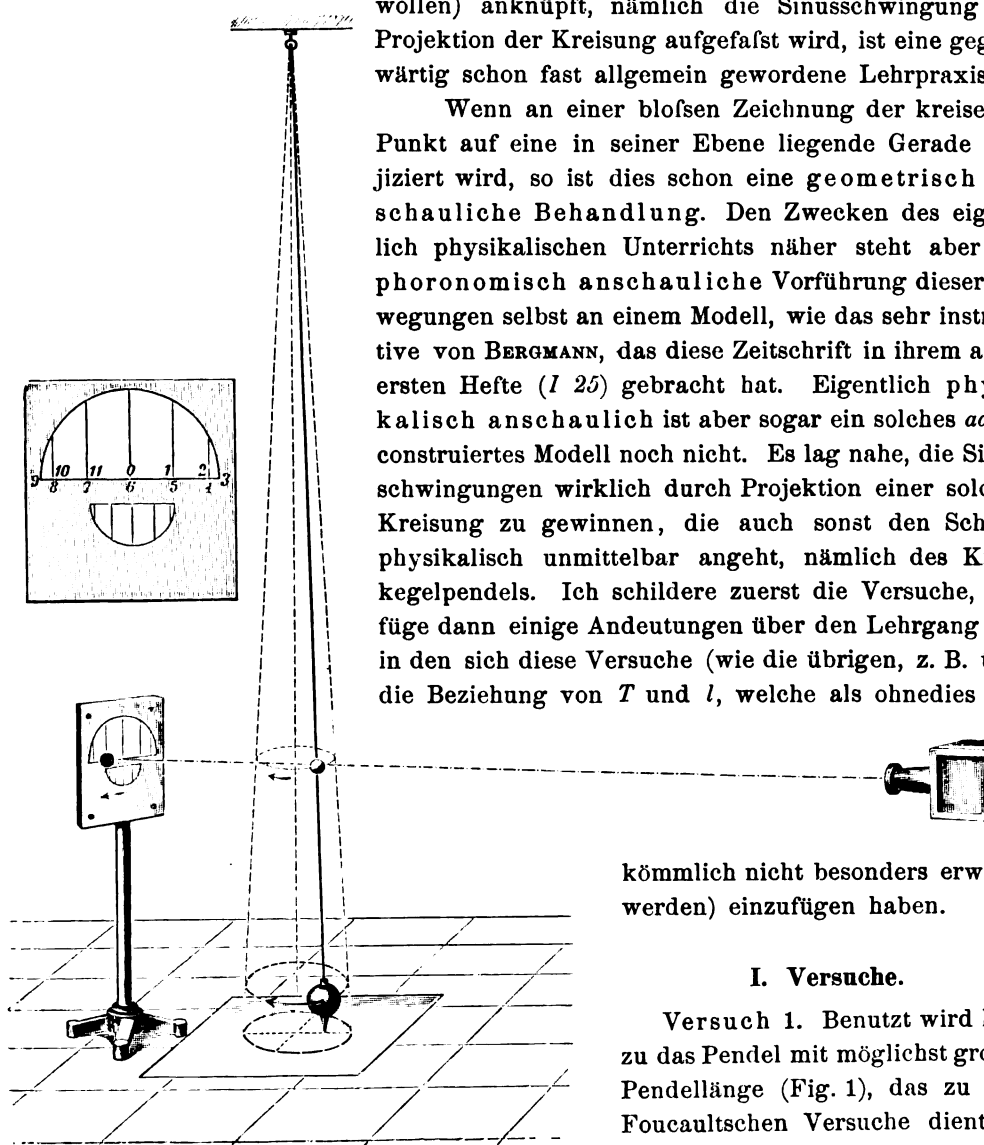 wollen) anknüpft, nämlich die Sinusschwingung
Projektion der Kreisung aufgefaſst wird, ist eine geg
wärtig schon fast allgemein gewordene Lehrpraxis
Wenn an einer bloſsen Zeichnung der kreise
Punkt auf eine in seiner Ebene liegende Gerade
jiziert wird, so ist dies schon eine geometrisch
schauliche Behandlung. Den Zwecken des eig
lich physikalischen Unterrichts näher steht aber
phoronomisch anschauliche Vorführung dieser
wegungen selbst an einem Modell, wie das sehr instr
tive von BERGMANN, das diese Zeitschrift in ihrem a
ersten Hefte (I 25) gebracht hat. Eigentlich phy
kalisch anschaulich ist aber sogar ein solches ad
construiertes Modell noch nicht. Es lag nahe, die Si
schwingungen wirklich durch Projektion einer solc
Kreisung zu gewinnen, die auch sonst den Sch
physikalisch unmittelbar angeht, nämlich des K
kegelpendels. Ich schildere zuerst die Versuche,
füge dann einige Andeutungen über den Lehrgang
in den sich diese Versuche (wie die übrigen, z. B.
die Beziehung von T und l, welche als ohnedies
9 10 11 0 1 2 3
8 7 6 5 4
kömmlich nicht besonders erw
werden) einzufügen haben.
I. Versuche.
Versuch 1. Benutzt wird
zu das Pendel mit möglichst gro
Pendellänge (Fig. 1), das zu
Foucaultschen Versuche dient